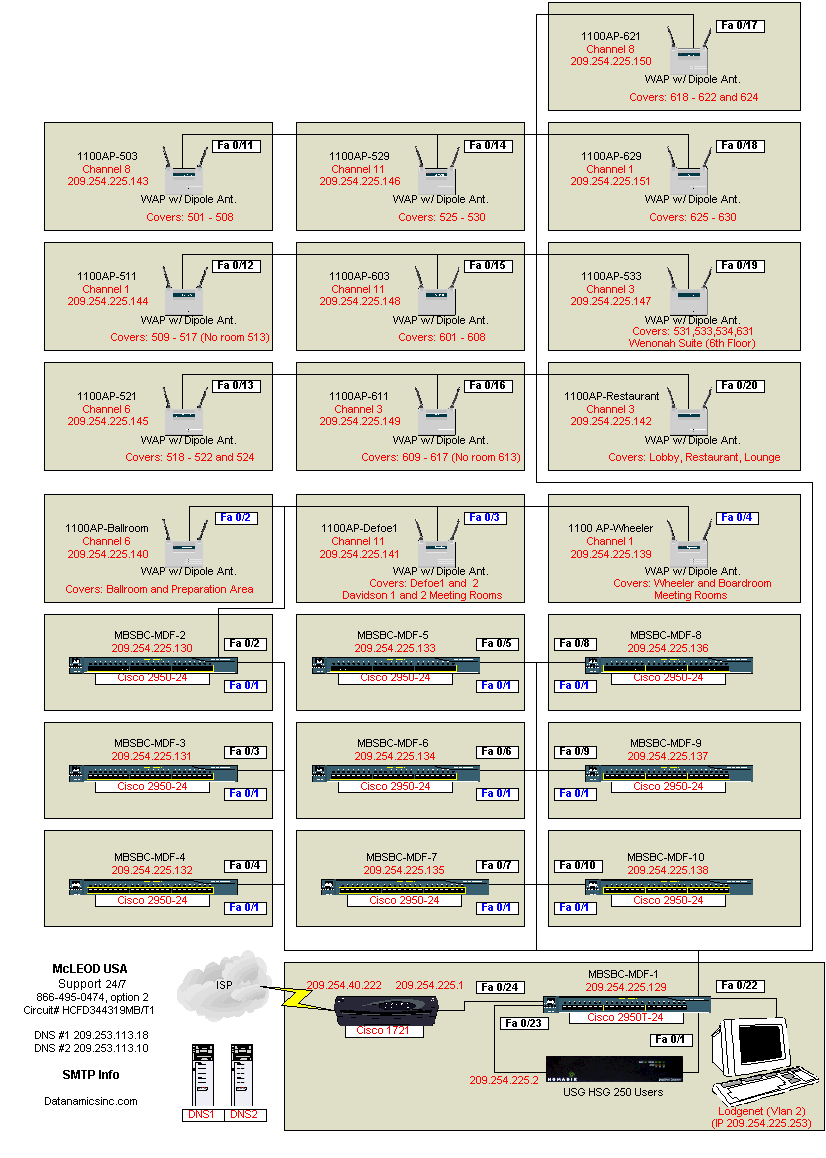 Fa 0/17
1100AP-621
Channel 8
209.254.225.150
WAP w/ Dipole Ant.
Covers: 618 - 622 and 624
Fa 0/11
1100AP-503
Channel 8
209.254.225.143
WAP w/ Dipole Ant.
Covers: 501 - 508
Fa 0/14
1100AP-529
Channel 11
209.254.225.146
WAP w/ Dipole Ant.
Covers: 525 - 530
Fa 0/18
1100AP-629
Channel 1
209.254.225.151
WAP w/ Dipole Ant.
Covers: 625 - 630
Fa 0/12
1100AP-511
Channel 1
209.254.225.144
WAP w/ Dipole Ant.
Covers: 509 - 517 (No room 513)
Fa 0/15
1100AP-603
Channel 11
209.254.225.148
WAP w/ Dipole Ant.
Covers: 601 - 608
Fa 0/19
1100AP-533
Channel 3
209.254.225.147
WAP w/ Dipole Ant.
Covers: 531,533,534,631
Wenonah Suite (6th Floor)
Fa 0/13
1100AP-521
Channel 6
209.254.225.145
WAP w/ Dipole Ant.
Covers: 518 - 522 and 524
Fa 0/16
1100AP-611
Channel 3
209.254.225.149
WAP w/ Dipole Ant.
Covers: 609 - 617 (No room 613)
Fa 0/20
1100AP-Restaurant
Channel 3
209.254.225.142
WAP w/ Dipole Ant.
Covers: Lobby, Restaurant, Lounge
Fa 0/2
1100AP-Ballroom
Channel 6
209.254.225.140
WAP w/ Dipole Ant.
Covers: Ballroom and Preparation Area
Fa 0/3
1100AP-Defoe1
Channel 11
209.254.225.141
WAP w/ Dipole Ant.
Covers: Defoe1 and 2
Davidson 1 and 2 Meeting Rooms
Fa 0/4
1100 AP-Wheeler
Channel 1
209.254.225.139
WAP w/ Dipole Ant.
Covers: Wheeler and Boardroom
Meeting Rooms
MBSBC-MDF-2
209.254.225.130
Fa 0/2
Cisco 2950-24
Fa 0/1
MBSBC-MDF-5
209.254.225.133
Fa 0/5
Cisco 2950-24
Fa 0/1
MBSBC-MDF-8
Fa 0/8
209.254.225.136
Cisco 2950-24
Fa 0/1
MBSBC-MDF-3
209.254.225.131
Fa 0/3
Cisco 2950-24
Fa 0/1
MBSBC-MDF-6
209.254.225.134
Fa 0/6
Cisco 2950-24
Fa 0/1
MBSBC-MDF-9
Fa 0/9
209.254.225.137
Cisco 2950-24
Fa 0/1
MBSBC-MDF-4
209.254.225.132
Fa 0/4
Cisco 2950-24
Fa 0/1
MBSBC-MDF-7
209.254.225.135
Fa 0/7
Cisco 2950-24
Fa 0/1
MBSBC-MDF-10
Fa 0/10
209.254.225.138
Cisco 2950-24
Fa 0/1
McLEOD USA
Support 24/7
866-495-0474, option 2
Circuit# HCFD344319MB/T1
DNS #1 209.253.113.18
DNS #2 209.253.113.10
SMTP Info
Datanamicsinc.com
ISP
DNS1
DNS2
209.254.40.222
209.254.225.1
Cisco 1721
Fa 0/24
MBSBC-MDF-1
209.254.225.129
Fa 0/22
Cisco 2950T-24
Fa 0/23
Fa 0/1
209.254.225.2
NOMADIX
USG HSG 250 Users
Lodgenet (Vlan 2)
(IP 209.254.225.253)